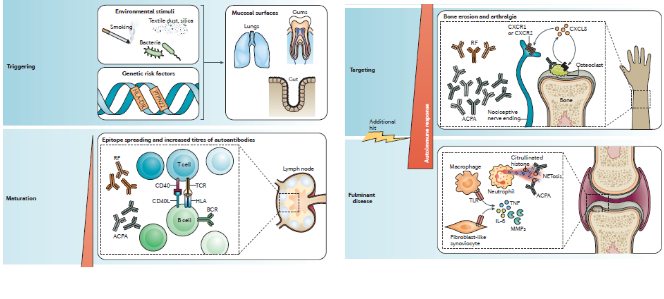 Triggering
Environmental stimuli
Smoking
Textile dust, silica
Bacteria
Genetic risk factors
HLA-DR
PTPN22
Mucosal surfaces
Lungs
Gums
Gut
Maturation
Epitope spreading and increased titres of autoantibodies
RF
ACPA
T cell
CD40
TCR
CD40L
HLA
BCR
B cell
Lymph node
Targeting
Additional
hit
Autoimmune response
Bone erosion and arthralgia
RF
ACPA
CXCR1
or CXCR2
CXCL8
Osteoclast
Bone
Nociceptive
nerve ending
Fulminant
disease
Macrophage
TLR
Citrullinated
histone
Neutrophil
NETosis
ACPA
TNF
IL-6
MMPs
Fibroblast-like
synoviocyte